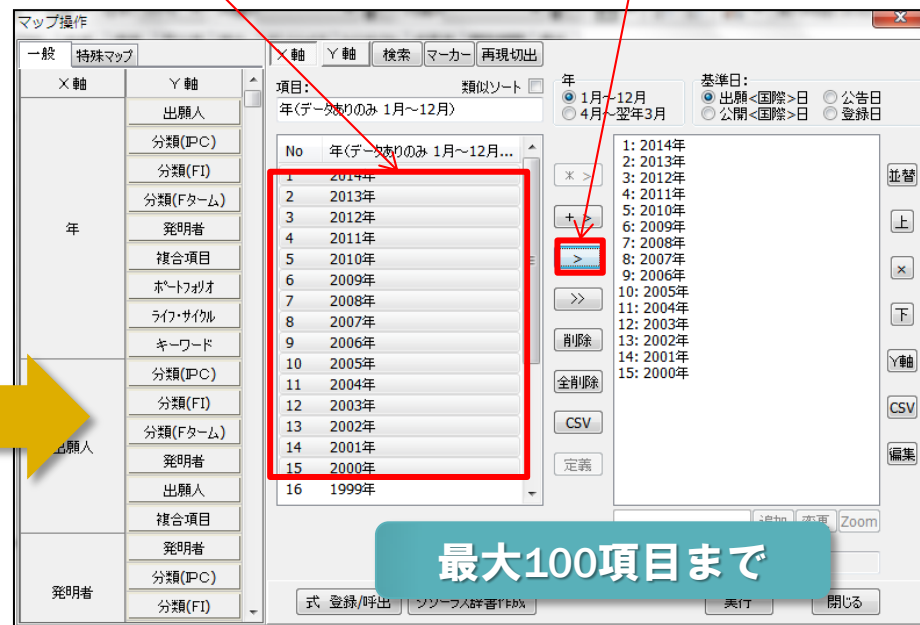 マップ操作
一般 特殊マップ
X軸 Y軸
年
出願人
分類(IPC)
分類(FI)
分類(Fターム)
発明者
複合項目
ポートフォリオ
ライフ・サイクル
キーワード
出願人
分類(IPC)
分類(FI)
分類(Fターム)
発明者
出願人
複合項目
発明者
発明者
分類(IPC)
分類(FI)
X軸 Y軸 検索 マーカー 再現切出
項目: 類似ソート
年(データありのみ 1月～12月)
年
1月～12月
4月～翌年3月
基準日:
出願<国際>日 公告日
公開<国際>日 登録日
No 年(データありのみ 1月～12月...
1 2014年
2 2013年
3 2012年
4 2011年
5 2010年
6 2009年
7 2008年
8 2007年
9 2006年
10 2005年
11 2004年
12 2003年
13 2002年
14 2001年
15 2000年
16 1999年
* >
+ >
>
>>
削除
全削除
CSV
定義
1: 2014年
2: 2013年
3: 2012年
4: 2011年
5: 2010年
6: 2009年
7: 2008年
8: 2007年
9: 2006年
10: 2005年
11: 2004年
12: 2003年
13: 2002年
14: 2001年
15: 2000年
並替
上
×
下
Y軸
CSV
編集
追加 変更 Zoom
最大100項目まで
式 登録/呼出 シソーラス辞書作成 実行 閉じる